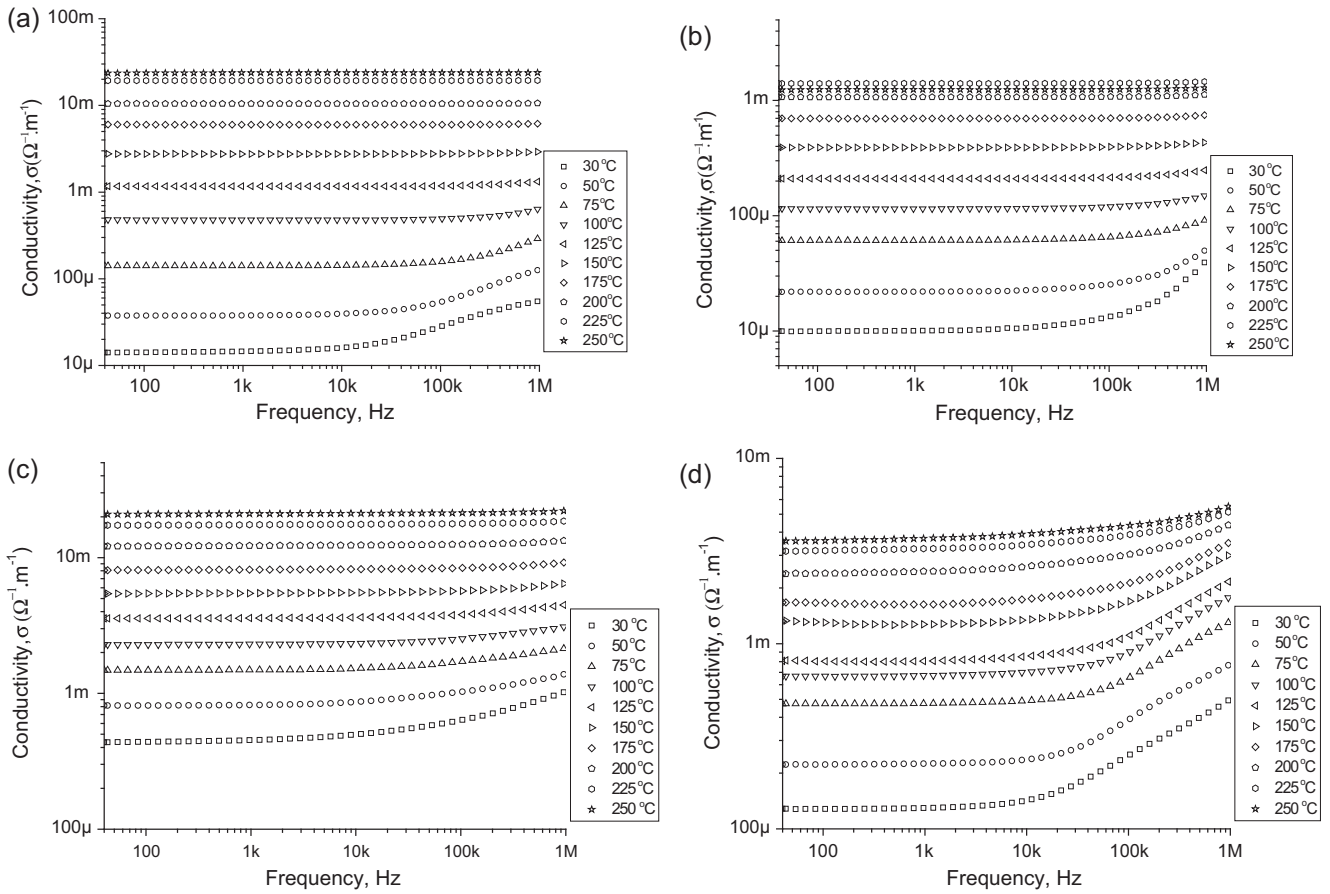 (a)
100m
10m
1m
100µ
10µ
Conductivity,σ(Ω⁻¹.m⁻¹)
100
1k
10k
100k
1M
Frequency, Hz
30°C
50°C
75°C
100°C
125°C
150°C
175°C
200°C
225°C
250°C
(b)
1m
100µ
10µ
Conductivity,σ(Ω⁻¹.m⁻¹)
100
1k
10k
100k
1M
Frequency, Hz
30°C
50°C
75°C
100°C
125°C
150°C
175°C
200°C
225°C
250°C
(c)
10m
1m
100µ
Conductivity,σ (Ω⁻¹.m⁻¹)
100
1k
10k
100k
1M
Frequency, Hz
30°C
50°C
75°C
100°C
125°C
150°C
175°C
200°C
225°C
250°C
(d)
10m
1m
100µ
Conductivity, σ (Ω⁻¹.m⁻¹)
100
1k
10k
100k
1M
Frequency, Hz
30°C
50°C
75°C
100°C
125°C
150°C
175°C
200°C
225°C
250°C